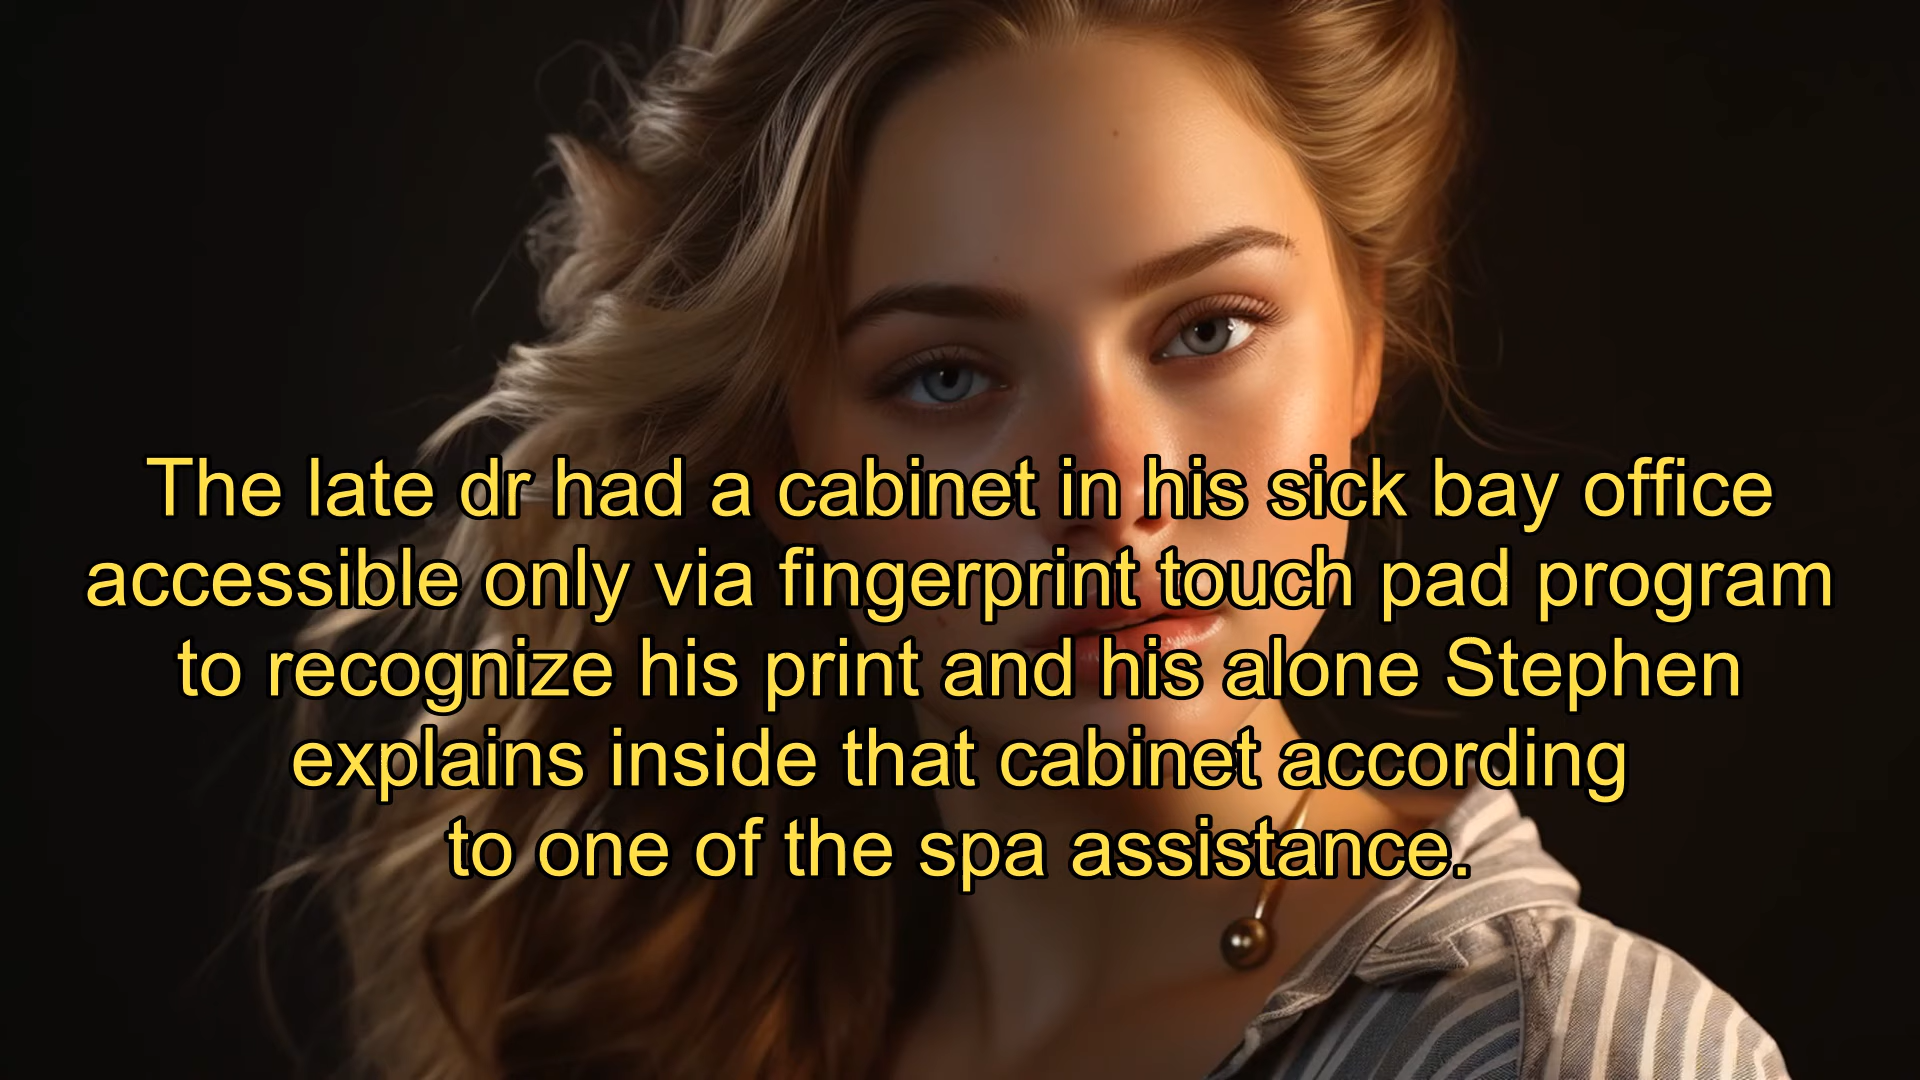 The late dr had a cabinet in his sick bay office
accessible only via fingerprint touch pad program
to recognize his print and his alone Stephen
explains inside that cabinet according
to one of the spa assistance.